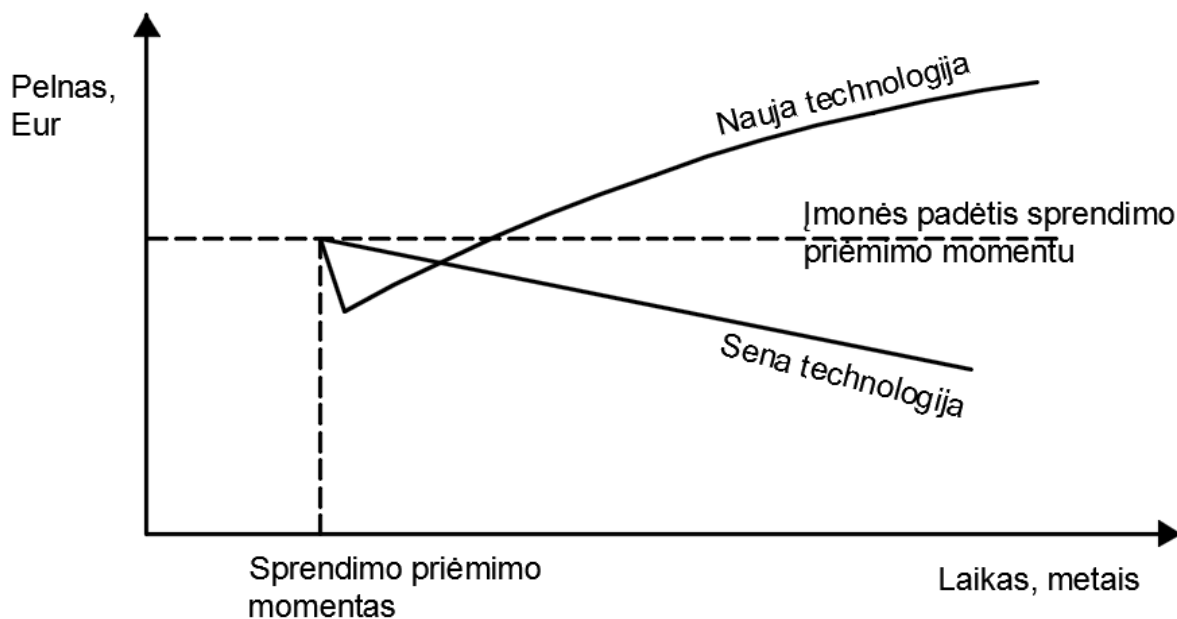 Pelnas,
Eur
Nauja technologija
Įmonės padėtis sprendimo
priėmimo momentu
Sena technologija
Sprendimo priėmimo
momentas
Laikas, metais